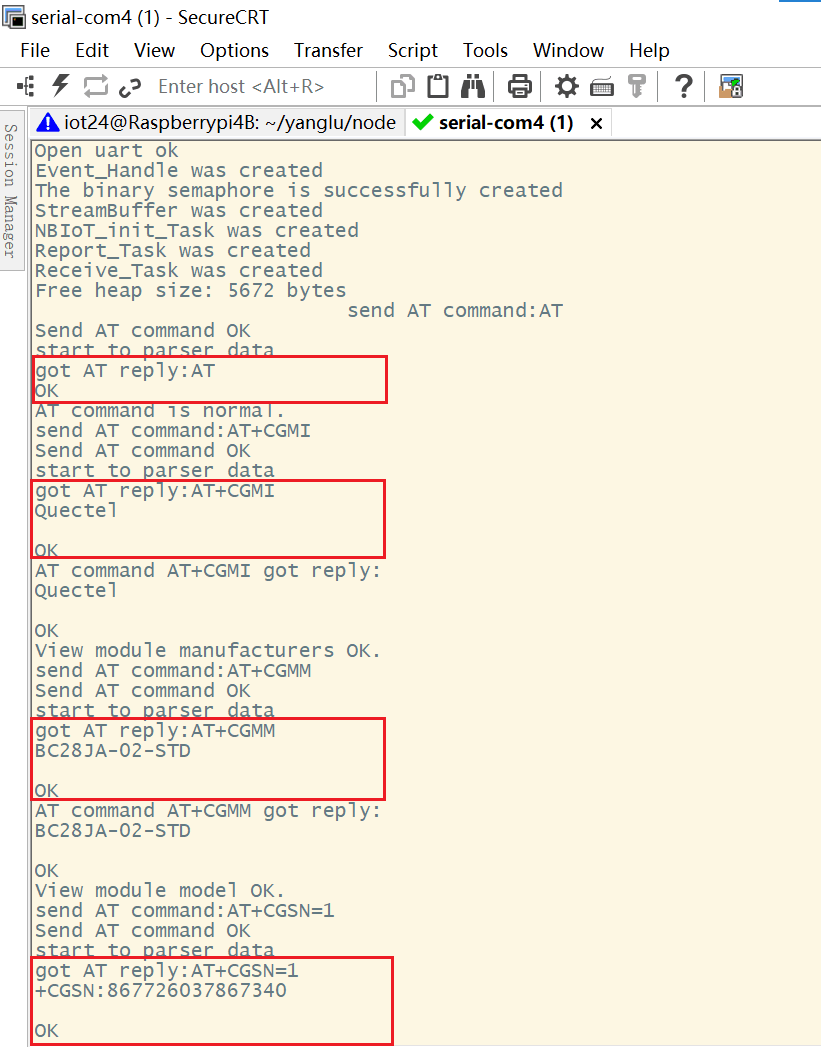 serial-com4 (1) - SecureCRT
File Edit View Options Transfer Script Tools Window Help
Enter host <Alt+R>
iot24@Raspberrypi4B: ~/yanglu/node serial-com4 (1)
Session Manager
Open uart ok
Event_Handle was created
The binary semaphore is successfully created
StreamBuffer was created
NBIoT_init_Task was created
Report_Task was created
Receive_Task was created
Free heap size: 5672 bytes
send AT command:AT
Send AT command OK
start to parser data
got AT reply:AT
OK
AT command is normal.
send AT command:AT+CGMI
Send AT command OK
start to parser data
got AT reply:AT+CGMI
Quectel
OK
AT command AT+CGMI got reply:
Quectel
OK
View module manufacturers OK.
send AT command:AT+CGMM
Send AT command OK
start to parser data
got AT reply:AT+CGMM
BC28JA-02-STD
OK
AT command AT+CGMM got reply:
BC28JA-02-STD
OK
View module model OK.
send AT command:AT+CGSN=1
Send AT command OK
start to parser data
got AT reply:AT+CGSN=1
+CGSN:867726037867340
OK